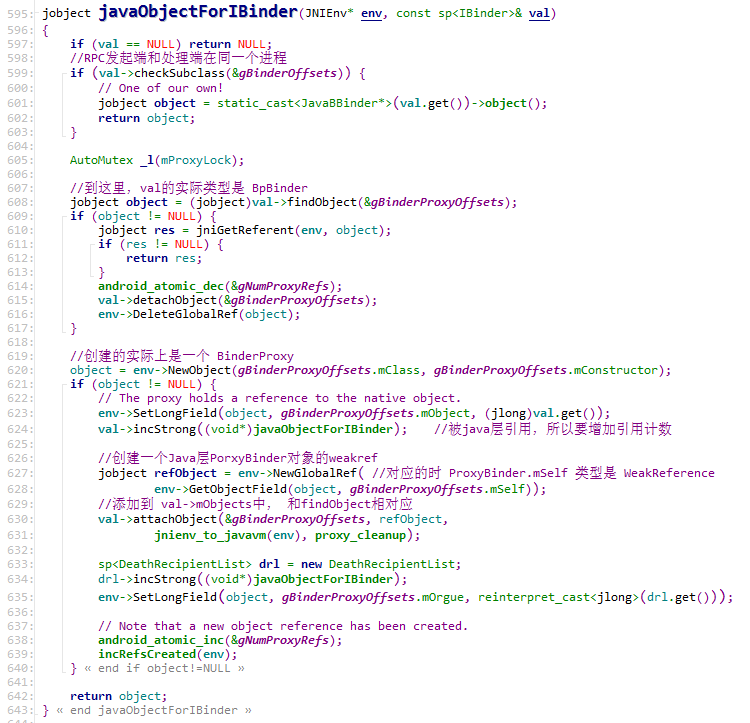 595: jobject javaObjectForIBinder(JNIEnv* env, const sp<IBinder>& val)
596: {
597:     if (val == NULL) return NULL;
598:     //RPC发起端和处理端在同一个进程
599:     if (val->checkSubclass(&gBinderOffsets)) {
600:         // One of our own!
601:         jobject object = static_cast<JavaBBinder*>(val.get())->object();
602:         return object;
603:     }
604:
605:     AutoMutex _l(mProxyLock);
606:
607:     //到这里，val的实际类型是 BpBinder
608:     jobject object = (jobject)val->findObject(&gBinderProxyOffsets);
609:     if (object != NULL) {
610:         jobject res = jniGetReferent(env, object);
611:         if (res != NULL) {
612:             return res;
613:         }
614:         android_atomic_dec(&gNumProxyRefs);
615:         val->detachObject(&gBinderProxyOffsets);
616:         env->DeleteGlobalRef(object);
617:     }
618:
619:     //创建的实际上是一个 BinderProxy
620:     object = env->NewObject(gBinderProxyOffsets.mClass, gBinderProxyOffsets.mConstructor);
621:     if (object != NULL) {
622:         // The proxy holds a reference to the native object.
623:         env->SetLongField(object, gBinderProxyOffsets.mObject, (jlong)val.get());
624:         val->incStrong((void*)javaObjectForIBinder);    //被java层引用，所以要增加引用计数
625:
626:         //创建一个Java层PorxyBinder对象的weakref
627:         jobject refObject = env->NewGlobalRef( //对应的时 ProxyBinder.mSelf 类型是 WeakReference
628:                 env->GetObjectField(object, gBinderProxyOffsets.mSelf));
629:         //添加到 val->mObjects中， 和findObject相对应
630:         val->attachObject(&gBinderProxyOffsets, refObject,
631:                 jnienv_to_javavm(env), proxy_cleanup);
632:
633:         sp<DeathRecipientList> drl = new DeathRecipientList;
634:         drl->incStrong((void*)javaObjectForIBinder);
635:         env->SetLongField(object, gBinderProxyOffsets.mOrgue, reinterpret_cast<jlong>(drl.get()));
636:
637:         // Note that a new object reference has been created.
638:         android_atomic_inc(&gNumProxyRefs);
639:         incRefsCreated(env);
640:     } « end if object!=NULL »
641:
642:     return object;
643: } « end javaObjectForIBinder »